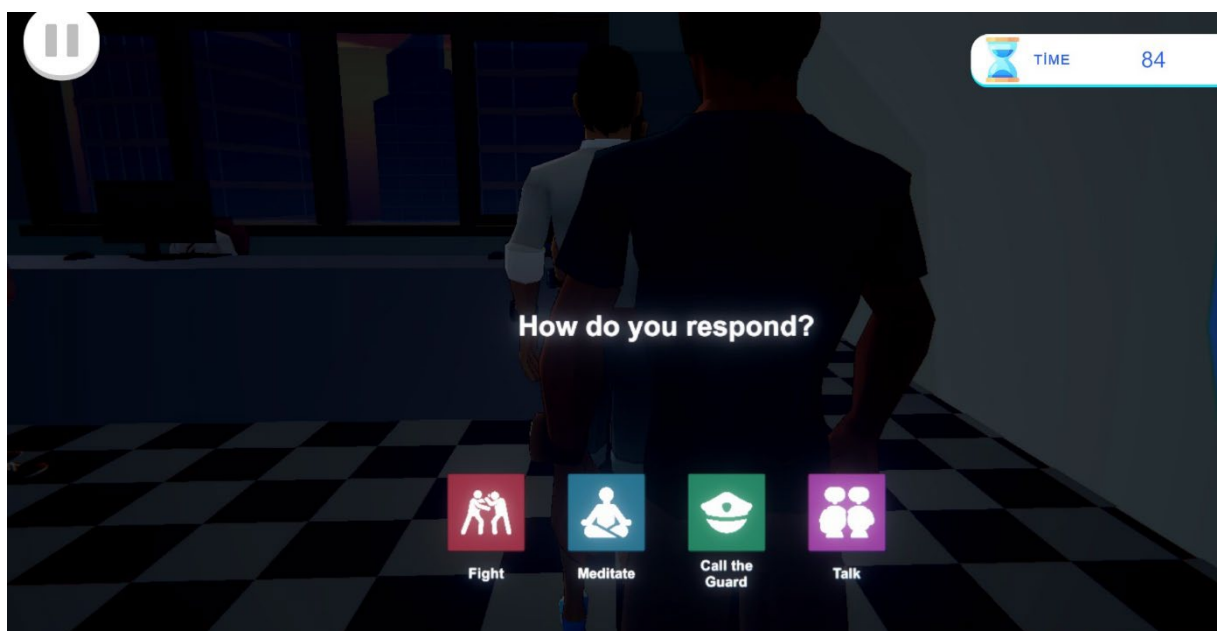 TİME 84
How do you respond?
Fight
Meditate
Call the
Guard
Talk